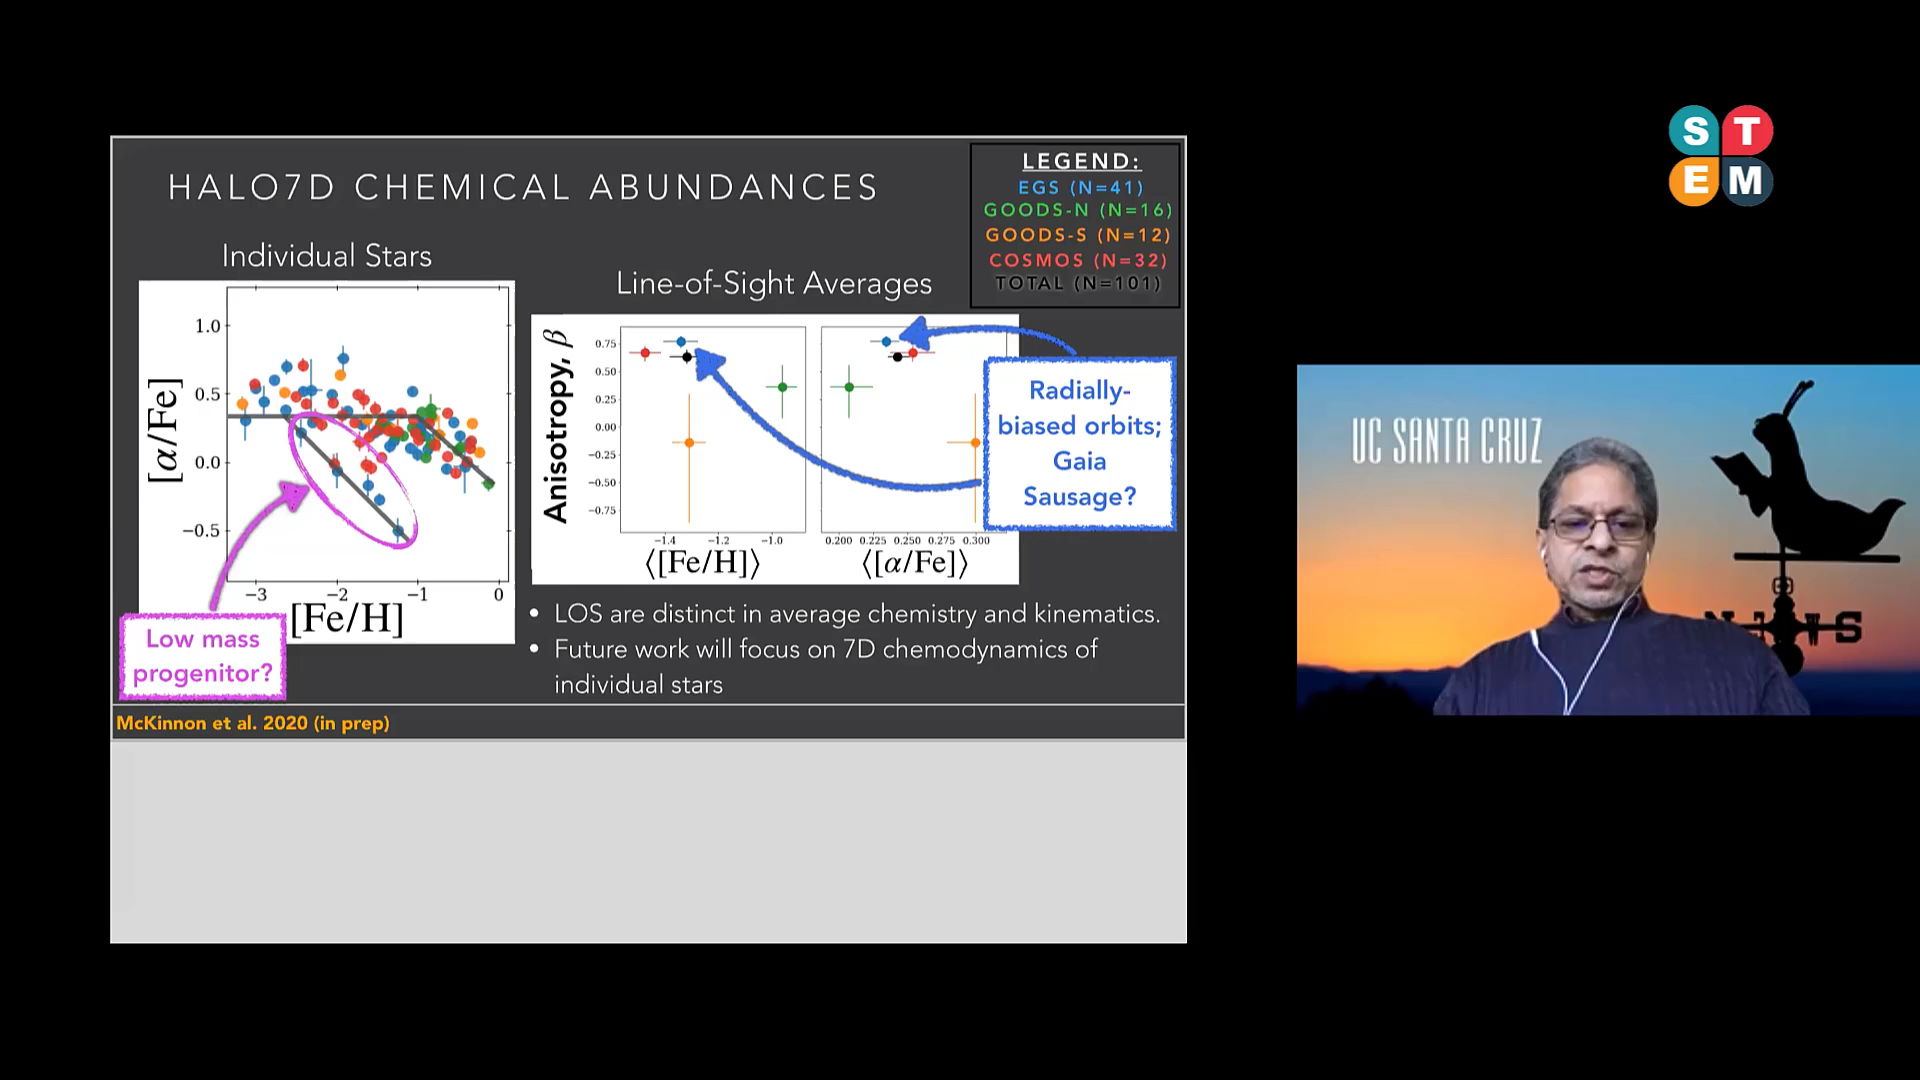 HALO7D CHEMICAL ABUNDANCES
LEGEND:
EGS (N=41)
GOODS-N (N=16)
GOODS-S (N=12)
COSMOS (N=32)
TOTAL (N=101)
Individual Stars
[α/Fe]
1.0
0.5
0.0
−0.5
−3
−2
−1
0
[Fe/H]
Low mass
progenitor?
Line-of-Sight Averages
Anisotropy, β
0.75
0.50
0.25
0.00
−0.25
−0.50
−0.75
−1.4
−1.2
−1.0
⟨[Fe/H]⟩
0.200
0.225
0.250
0.275
0.300
⟨[α/Fe]⟩
Radially-
biased orbits;
Gaia
Sausage?
• LOS are distinct in average chemistry and kinematics.
• Future work will focus on 7D chemodynamics of
individual stars
McKinnon et al. 2020 (in prep)
S T
E M
UC SANTA CRUZ